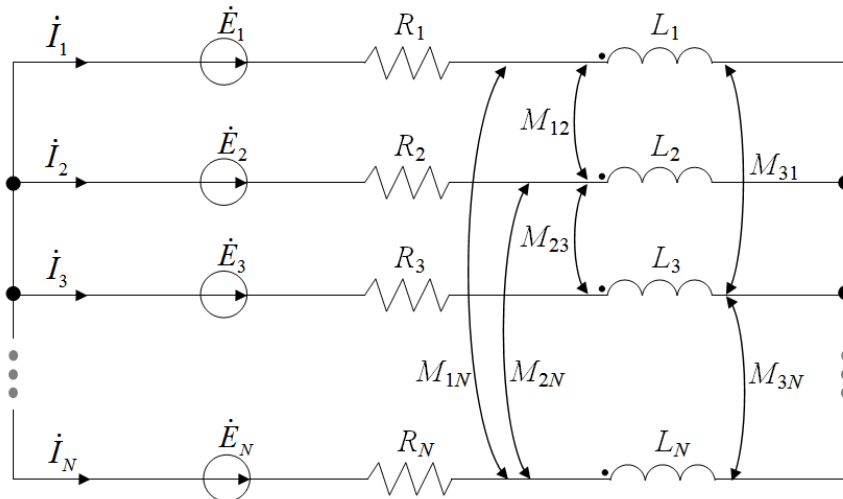 İ₁ Ė₁ R₁ L₁
M₁₂
İ₂ Ė₂ R₂ L₂ M₃₁
M₂₃
İ₃ Ė₃ R₃ L₃
M₁N M₂N M₃N
İN ĖN RN LN